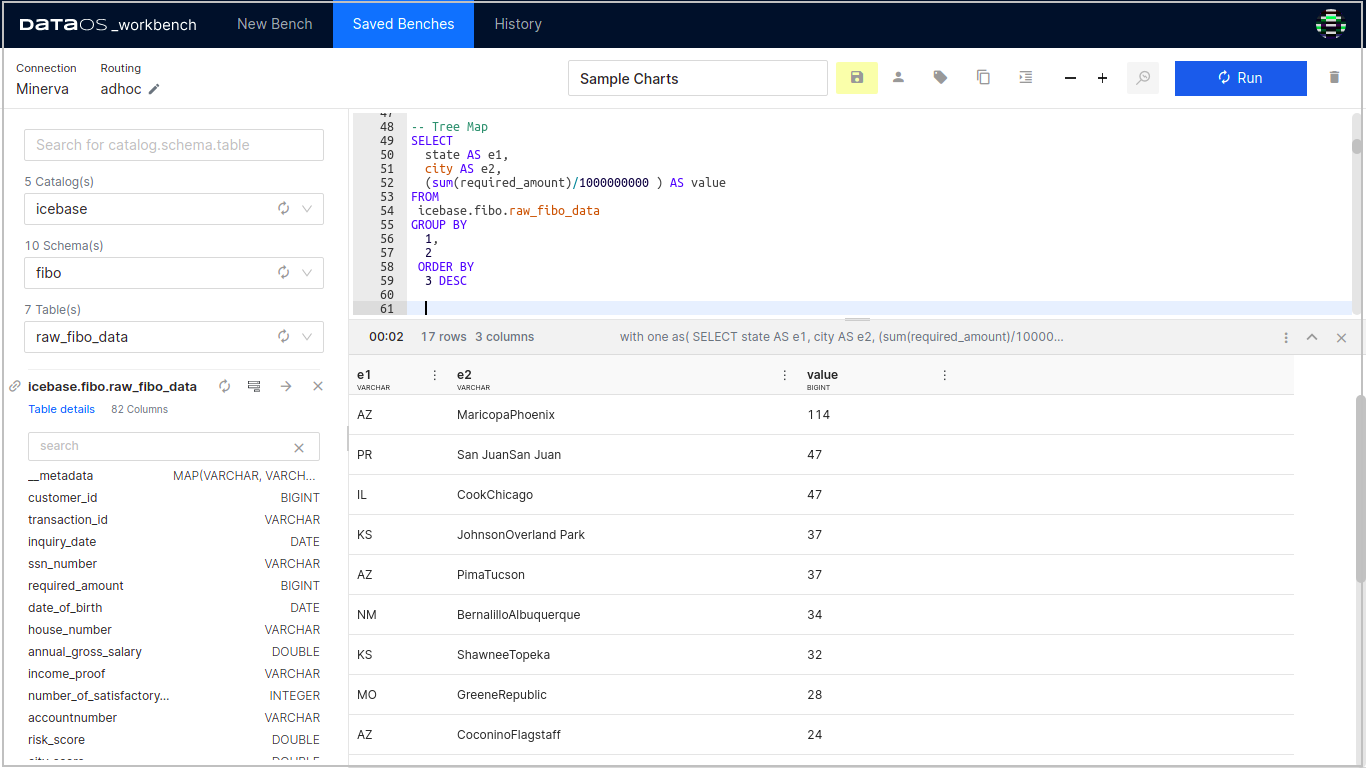 DATAOS _workbench New Bench Saved Benches History
Connection Routing
Minerva adhoc Sample Charts Run
Search for catalog.schema.table
5 Catalog(s)
icebase
10 Schema(s)
fibo
7 Table(s)
raw_fibo_data
icebase.fibo.raw_fibo_data
Table details 82 Columns
search
__metadata MAP(VARCHAR, VARCH...
customer_id BIGINT
transaction_id VARCHAR
inquiry_date DATE
ssn_number VARCHAR
required_amount BIGINT
date_of_birth DATE
house_number VARCHAR
annual_gross_salary DOUBLE
income_proof VARCHAR
number_of_satisfactory... INTEGER
accountnumber VARCHAR
risk_score DOUBLE
47
48 -- Tree Map
49 SELECT
50 state AS e1,
51 city AS e2,
52 (sum(required_amount)/1000000000 ) AS value
53 FROM
54 icebase.fibo.raw_fibo_data
55 GROUP BY
56 1,
57 2
58 ORDER BY
59 3 DESC
60
61
00:02 17 rows 3 columns with one as( SELECT state AS e1, city AS e2, (sum(required_amount)/10000...
e1 e2 value
VARCHAR VARCHAR BIGINT
AZ MaricopaPhoenix 114
PR San JuanSan Juan 47
IL CookChicago 47
KS JohnsonOverland Park 37
AZ PimaTucson 37
NM BernalilloAlbuquerque 34
KS ShawneeTopeka 32
MO GreeneRepublic 28
AZ CoconinoFlagstaff 24